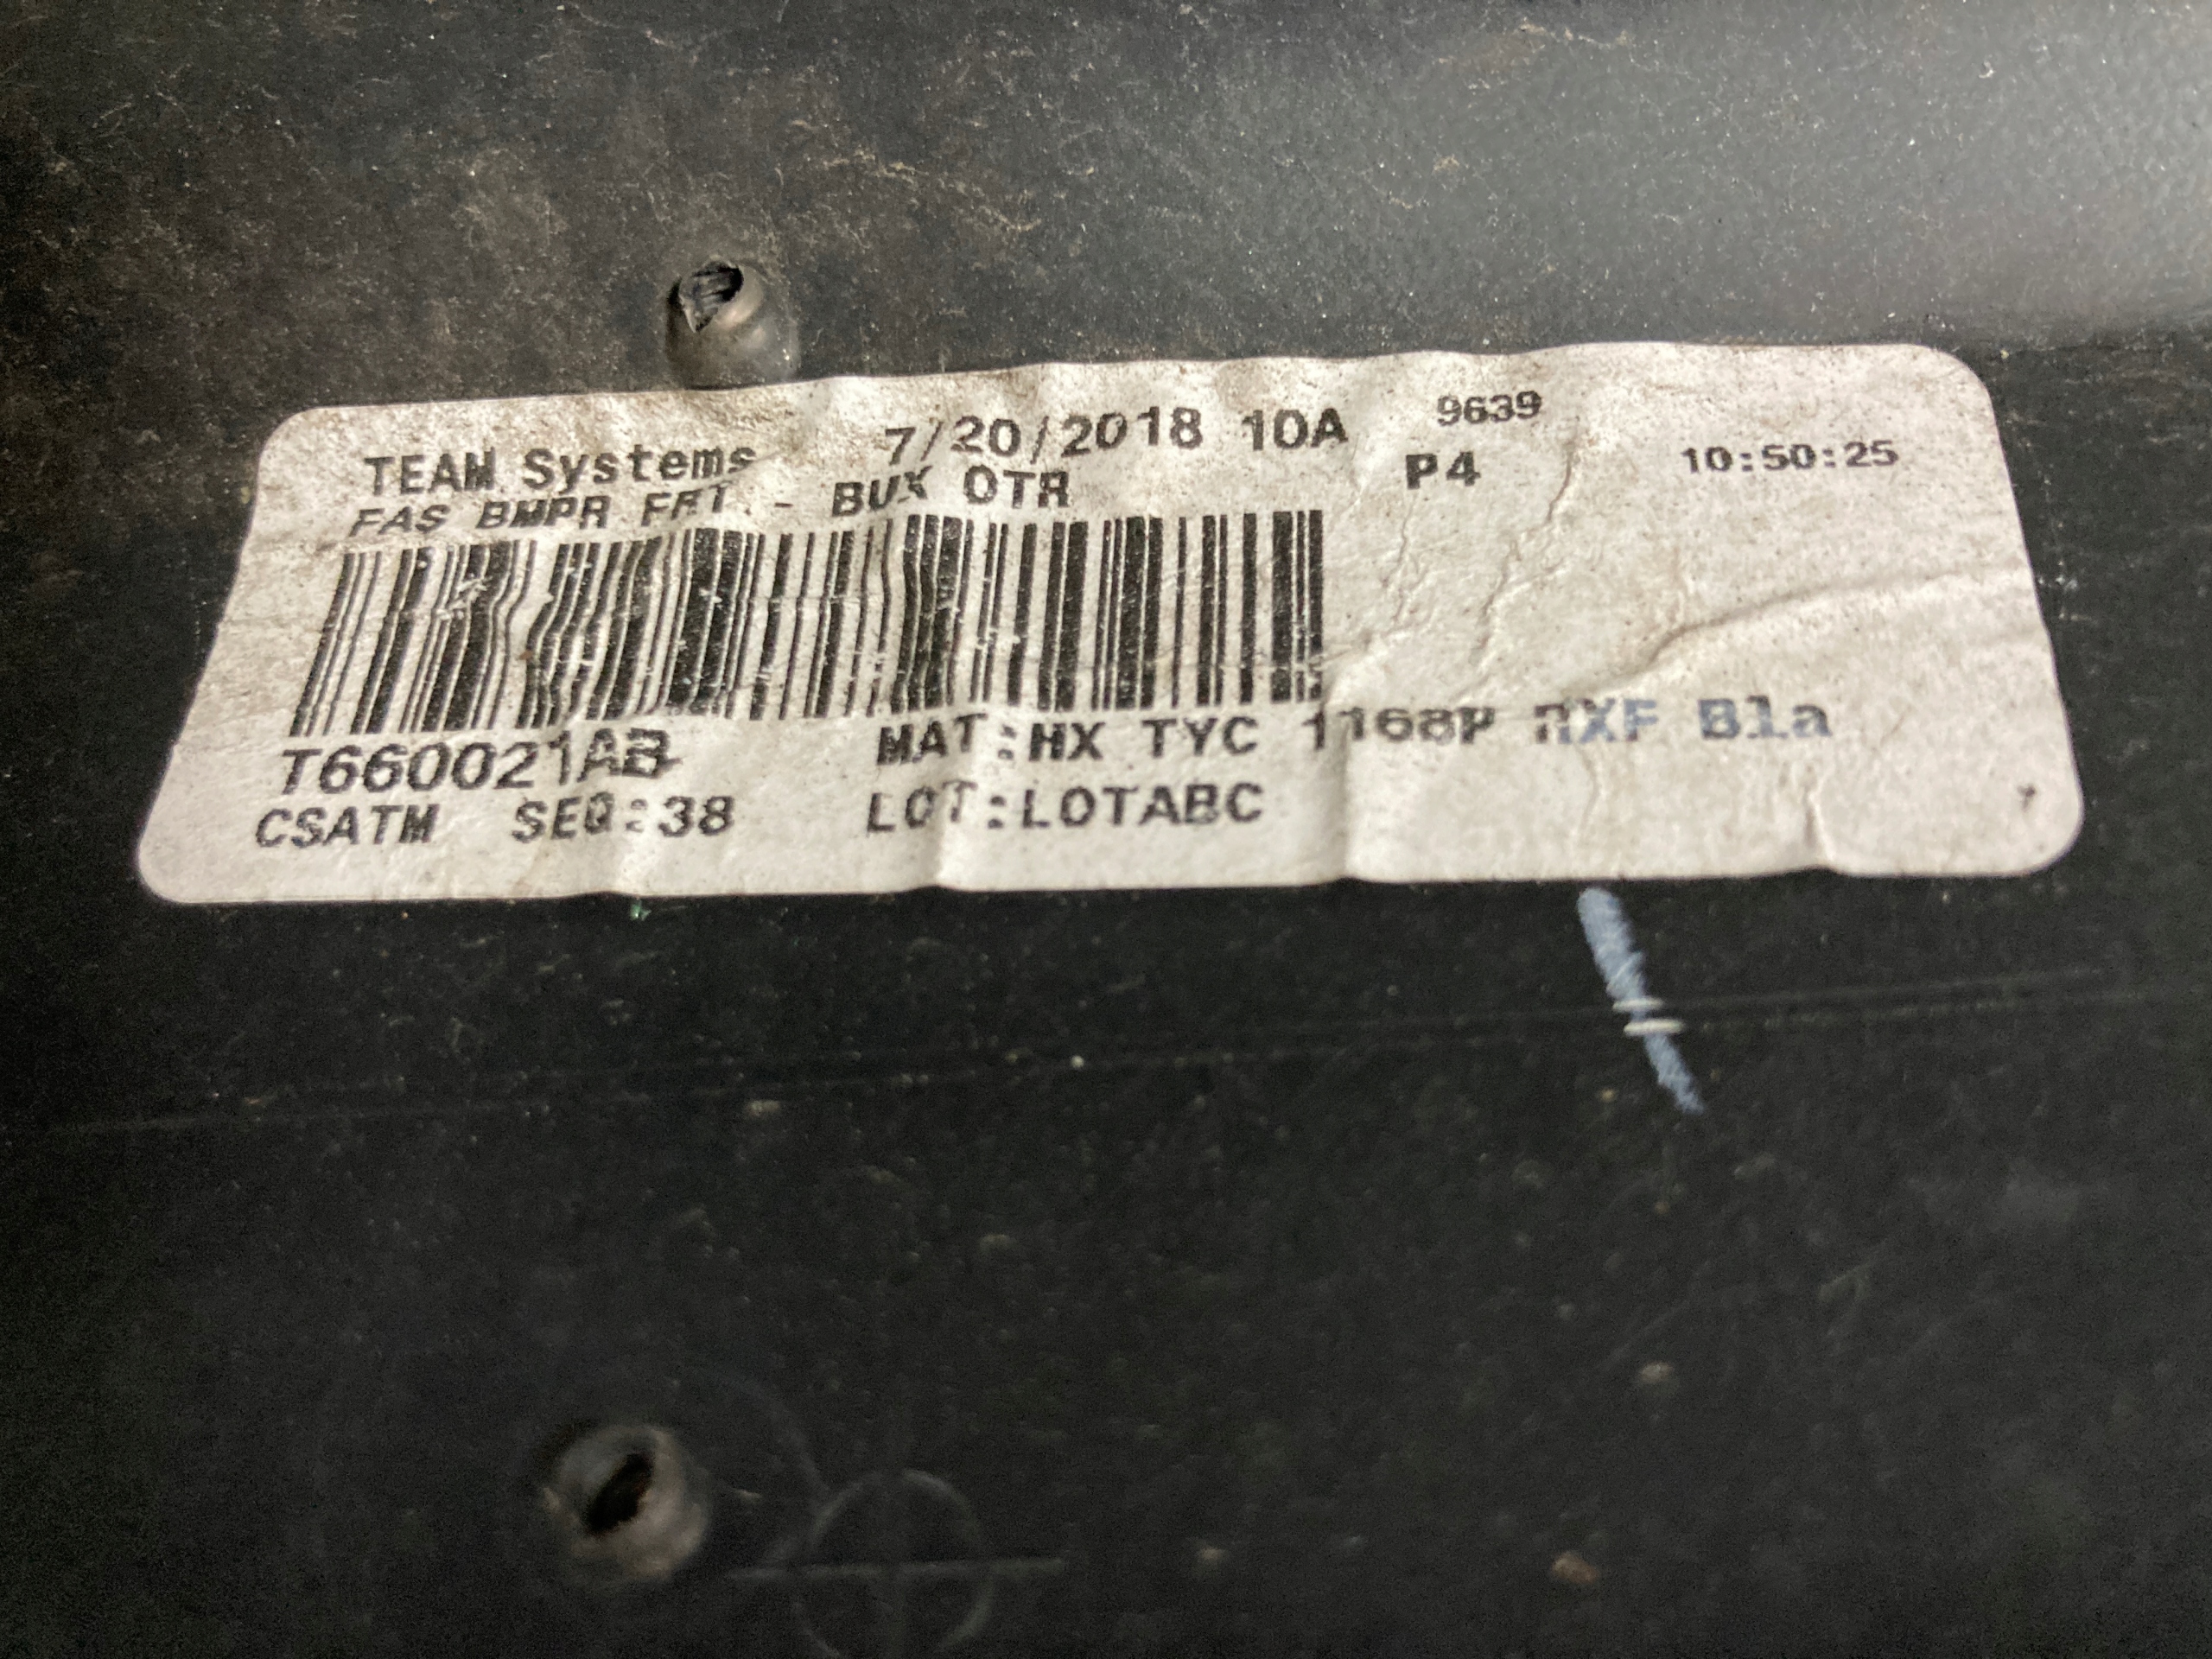 9639
TEAM Systems 7/20/2018 10A P4 10:50:25
FAS BMPR FRT - BUX OTR
T660021AB MAT:HX TYC 1168P RXF Bla
CSATM SEQ:38 LOT:LOTABC